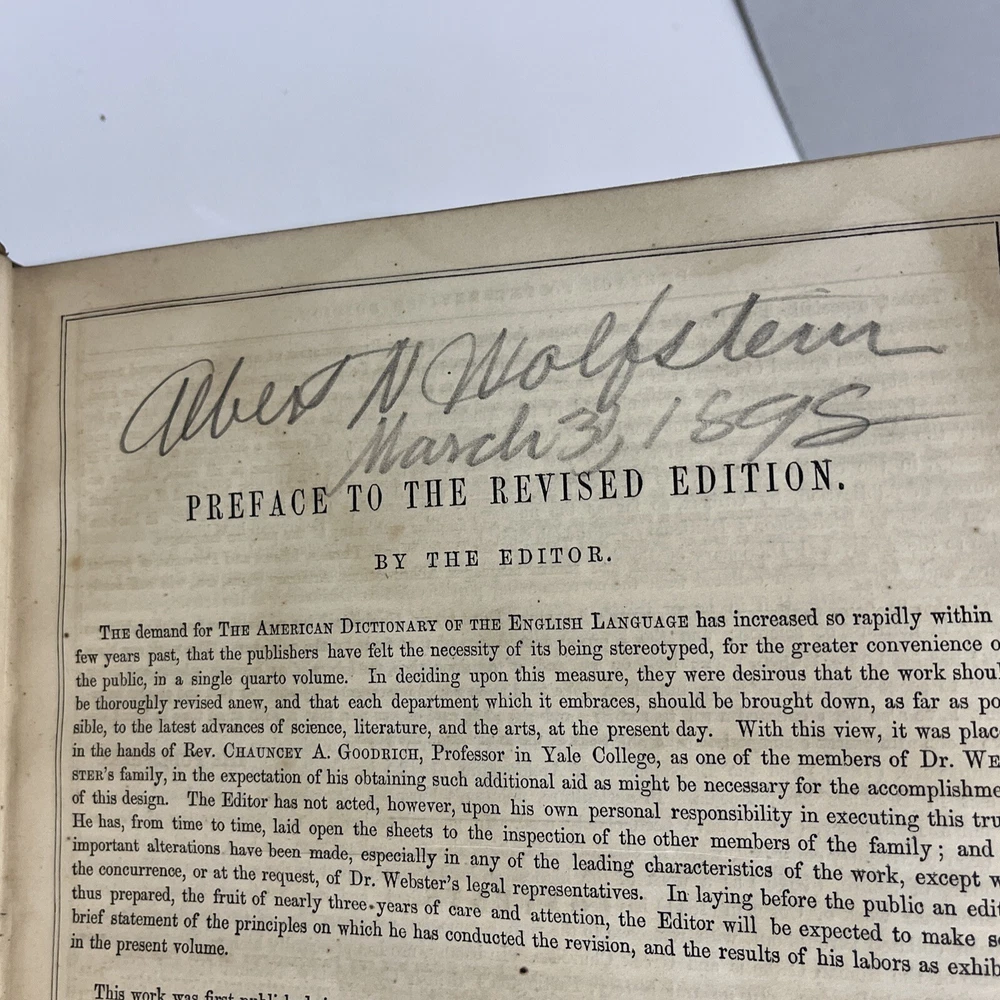 Albert N Wolfstein
March 3, 1898
PREFACE TO THE REVISED EDITION.
BY THE EDITOR.
THE demand for THE AMERICAN DICTIONARY OF THE ENGLISH LANGUAGE has increased so rapidly within
few years past, that the publishers have felt the necessity of its being stereotyped, for the greater convenience o
the public, in a single quarto volume. In deciding upon this measure, they were desirous that the work shoul
be thoroughly revised anew, and that each department which it embraces, should be brought down, as far as po
sible, to the latest advances of science, literature, and the arts, at the present day. With this view, it was plac
in the hands of Rev. CHAUNCEY A. GOODRICH, Professor in Yale College, as one of the members of Dr. WE
STER's family, in the expectation of his obtaining such additional aid as might be necessary for the accomplishme
of this design. The Editor has not acted, however, upon his own personal responsibility in executing this tru
He has, from time to time, laid open the sheets to the inspection of the other members of the family; and
important alterations have been made, especially in any of the leading characteristics of the work, except w
the concurrence, or at the request, of Dr. Webster's legal representatives. In laying before the public an edit
thus prepared, the fruit of nearly three years of care and attention, the Editor will be expected to make s
brief statement of the principles on which he has conducted the revision, and the results of his labors as exhib
in the present volume.
This work was first